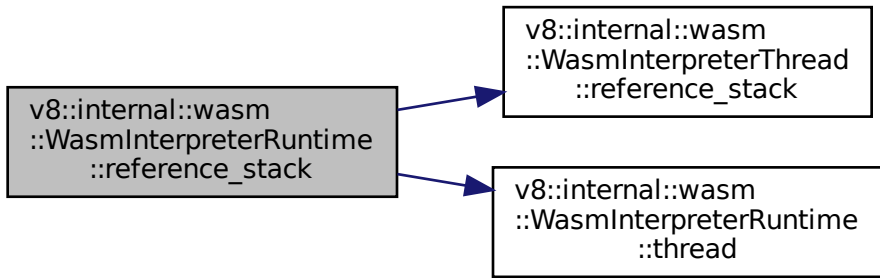 v8::internal::wasm
::WasmInterpreterRuntime
::reference_stack
v8::internal::wasm
::WasmInterpreterThread
::reference_stack
v8::internal::wasm
::WasmInterpreterRuntime
::thread